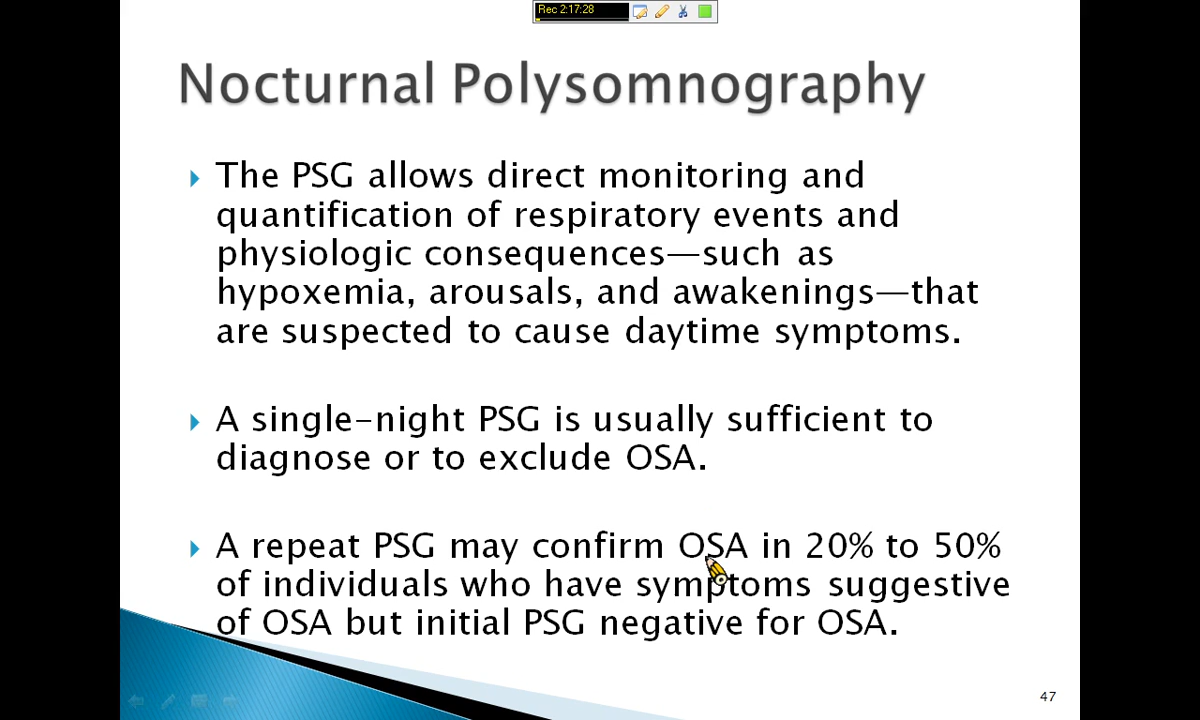 Rec 2:17:28
Nocturnal Polysomnography
The PSG allows direct monitoring and
quantification of respiratory events and
physiologic consequences—such as
hypoxemia, arousals, and awakenings—that
are suspected to cause daytime symptoms.
A single-night PSG is usually sufficient to
diagnose or to exclude OSA.
A repeat PSG may confirm OSA in 20% to 50%
of individuals who have symptoms suggestive
of OSA but initial PSG negative for OSA.
47